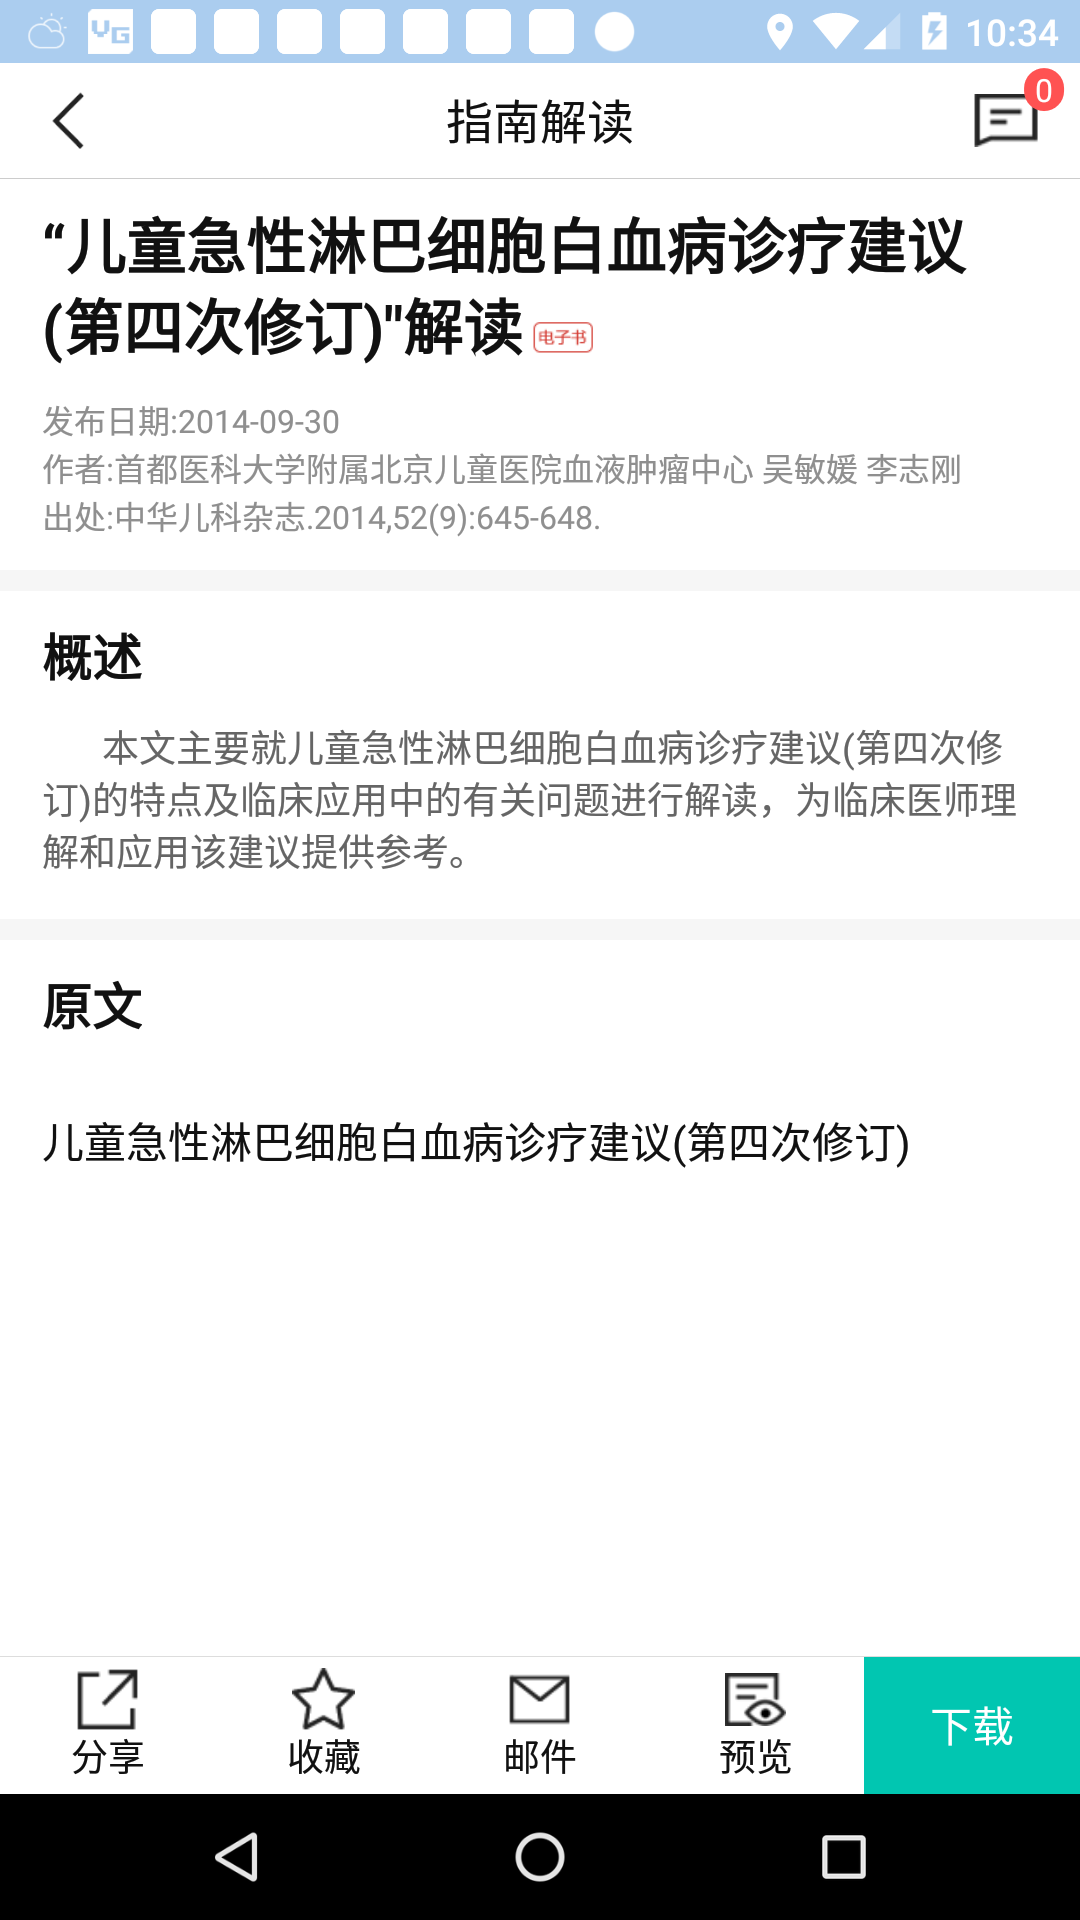 VG
10:34
指南解读
0
“儿童急性淋巴细胞白血病诊疗建议
(第四次修订)"解读 电子书
发布日期:2014-09-30
作者:首都医科大学附属北京儿童医院血液肿瘤中心 吴敏媛 李志刚
出处:中华儿科杂志.2014,52(9):645-648.
概述
本文主要就儿童急性淋巴细胞白血病诊疗建议(第四次修
订)的特点及临床应用中的有关问题进行解读，为临床医师理
解和应用该建议提供参考。
原文
儿童急性淋巴细胞白血病诊疗建议(第四次修订)
分享 收藏 邮件 预览 下载